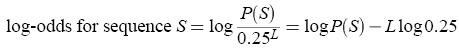 log-odds for sequence S = log P(S) / 0.25^L = log P(S) − L log 0.25